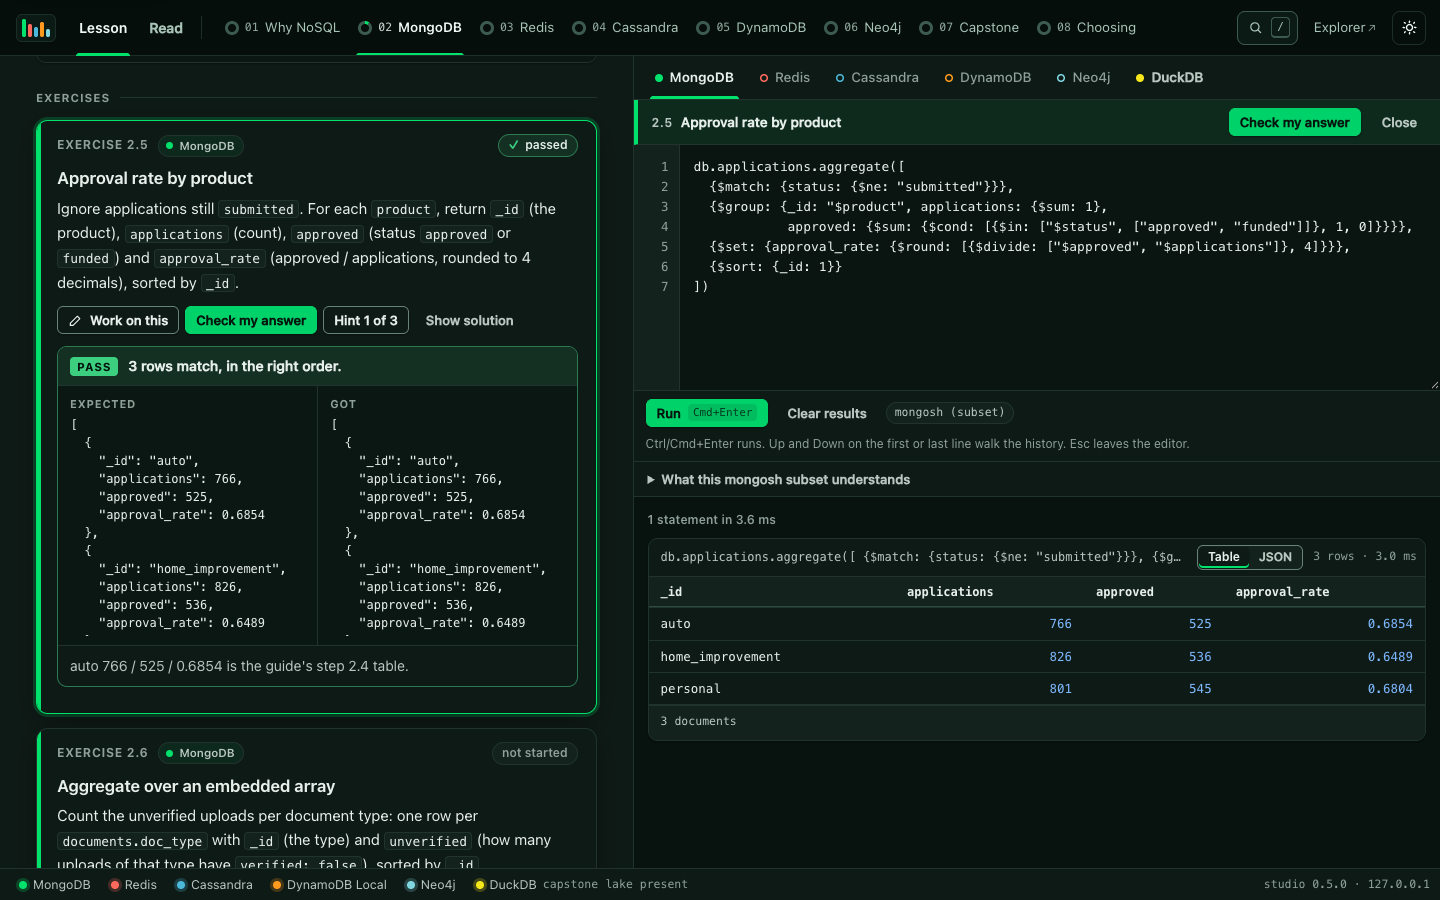 Lesson
Read
01 Why NoSQL
02 MongoDB
03 Redis
04 Cassandra
05 DynamoDB
06 Neo4j
07 Capstone
08 Choosing
/
Explorer↗
EXERCISES
EXERCISE 2.5
MongoDB
✓ passed
Approval rate by product
Ignore applications still submitted. For each product, return _id (the
product), applications (count), approved (status approved or
funded ) and approval_rate (approved / applications, rounded to 4
decimals), sorted by _id.
Work on this
Check my answer
Hint 1 of 3
Show solution
PASS 3 rows match, in the right order.
EXPECTED
[
  {
    "_id": "auto",
    "applications": 766,
    "approved": 525,
    "approval_rate": 0.6854
  },
  {
    "_id": "home_improvement",
    "applications": 826,
    "approved": 536,
    "approval_rate": 0.6489
GOT
[
  {
    "_id": "auto",
    "applications": 766,
    "approved": 525,
    "approval_rate": 0.6854
  },
  {
    "_id": "home_improvement",
    "applications": 826,
    "approved": 536,
    "approval_rate": 0.6489
auto 766 / 525 / 0.6854 is the guide's step 2.4 table.
EXERCISE 2.6
MongoDB
not started
Aggregate over an embedded array
Count the unverified uploads per document type: one row per
documents.doc_type with _id (the type) and unverified (how many
uploads of that type have verified: false), sorted by _id
MongoDB
Redis
Cassandra
DynamoDB
Neo4j
DuckDB
2.5 Approval rate by product
Check my answer
Close
1 db.applications.aggregate([
2   {$match: {status: {$ne: "submitted"}}},
3   {$group: {_id: "$product", applications: {$sum: 1},
4             approved: {$sum: {$cond: [{$in: ["$status", ["approved", "funded"]]}, 1, 0]}}}},
5   {$set: {approval_rate: {$round: [{$divide: ["$approved", "$applications"]}, 4]}}},
6   {$sort: {_id: 1}}
7 ])
Run Cmd+Enter
Clear results
mongosh (subset)
Ctrl/Cmd+Enter runs. Up and Down on the first or last line walk the history. Esc leaves the editor.
What this mongosh subset understands
1 statement in 3.6 ms
db.applications.aggregate([ {$match: {status: {$ne: "submitted"}}}, {$g…
Table
JSON
3 rows · 3.0 ms
_id applications approved approval_rate
auto 766 525 0.6854
home_improvement 826 536 0.6489
personal 801 545 0.6804
3 documents
MongoDB
Redis
Cassandra
DynamoDB Local
Neo4j
DuckDB capstone lake present
studio 0.5.0 · 127.0.0.1